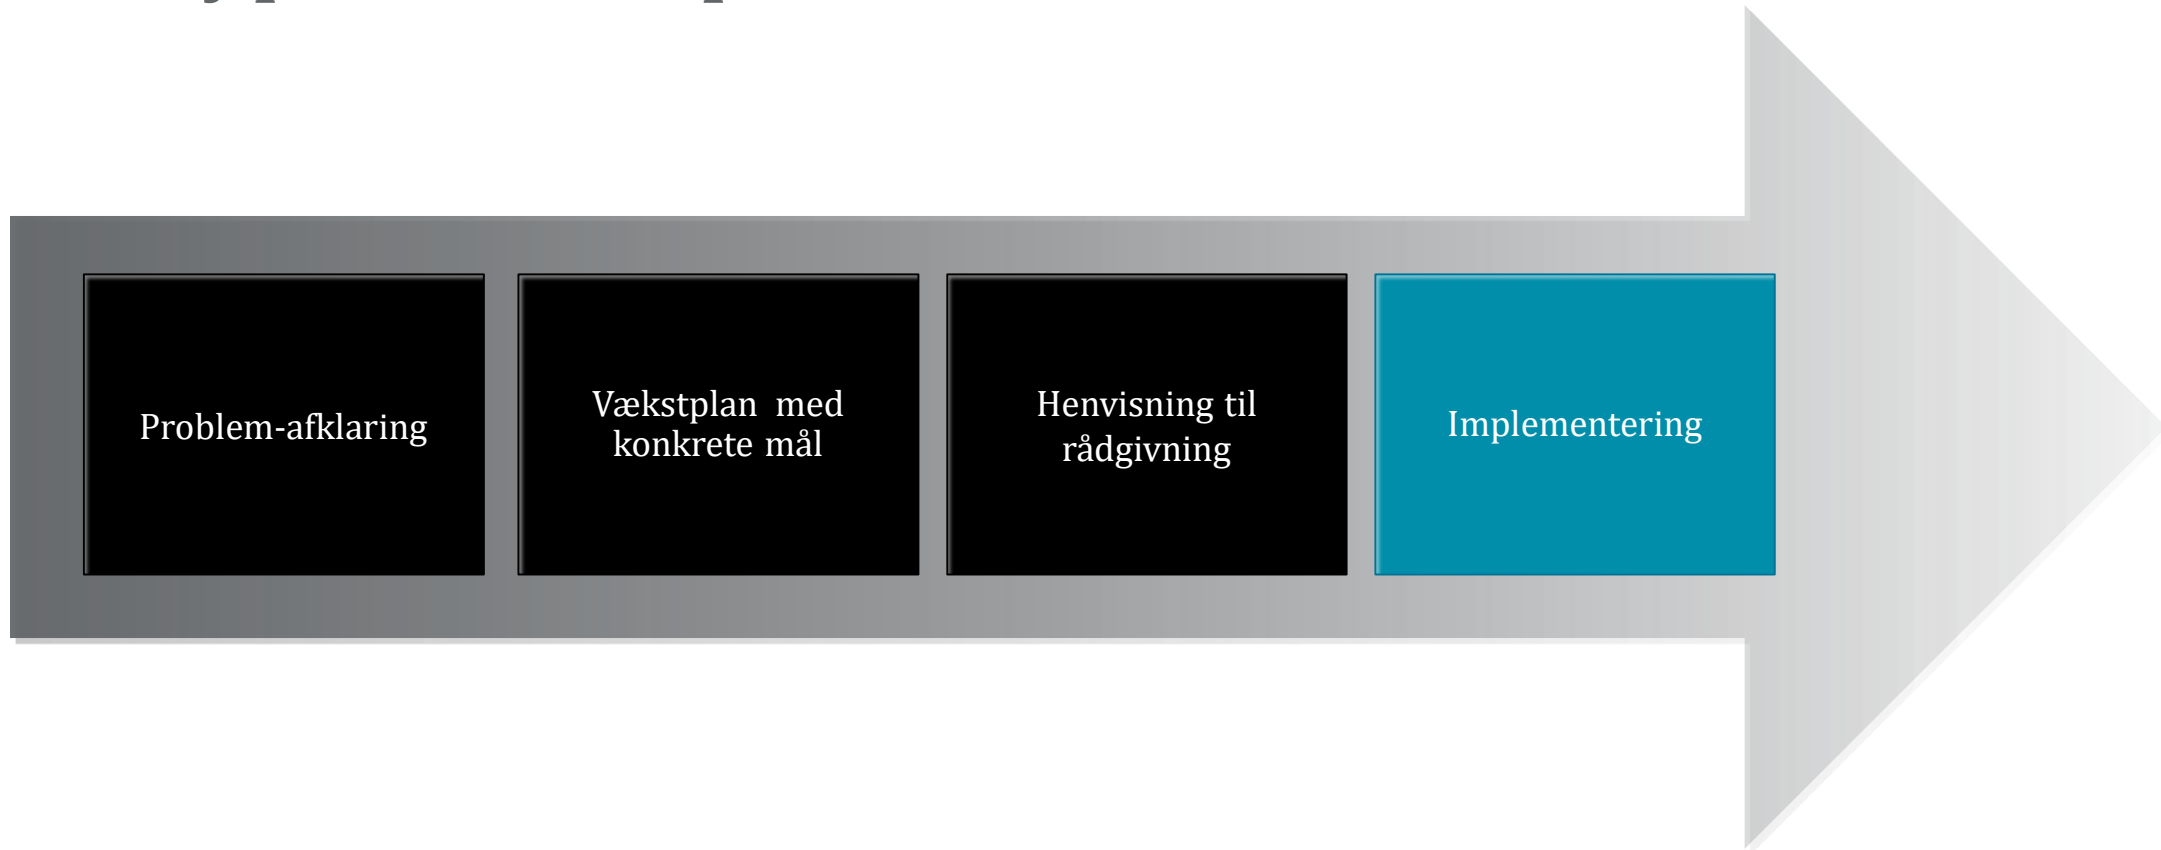 Problem-afklaring
Vækstplan med
konkrete mål
Henvisning til
rådgivning
Implementering